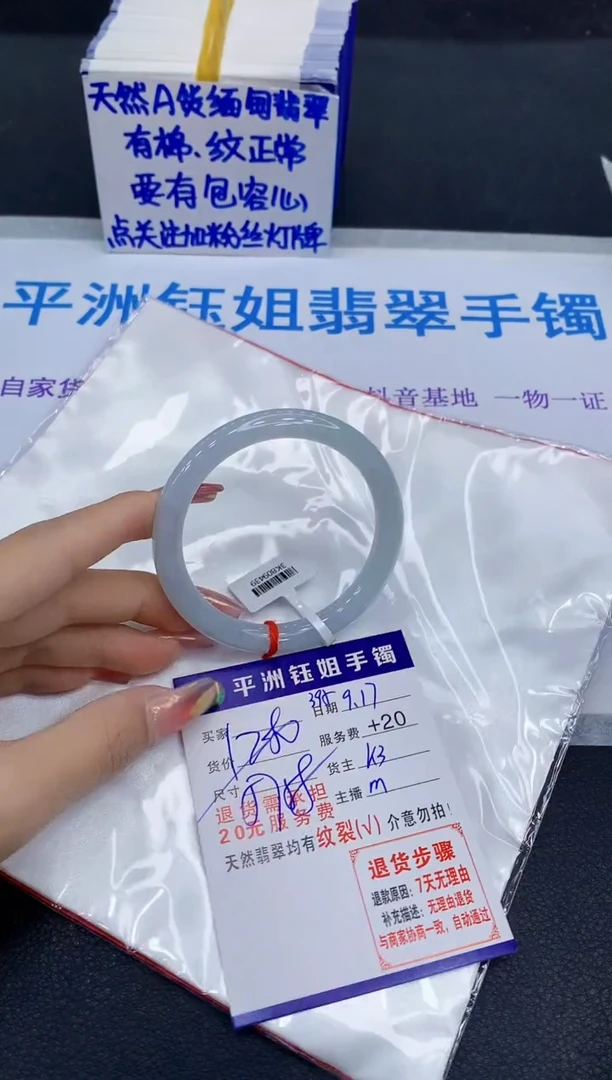 天然A货缅甸翡翠
有棉、纹正常
要有包容心
点关注加粉丝灯牌
平洲钰姐翡翠手镯
自家货
抖音基地 一物一证
3K809439
平洲钰姐手镯
日期 9.17
买家
服务费 +20
货价
货主 K3
尺寸
主播 m
退货需承担
20元服务费
天然翡翠均有纹裂(√) 介意勿拍!
退货步骤
退款原因:7天无理由
补充描述:无理由退货
与商家协商一致,自动通过